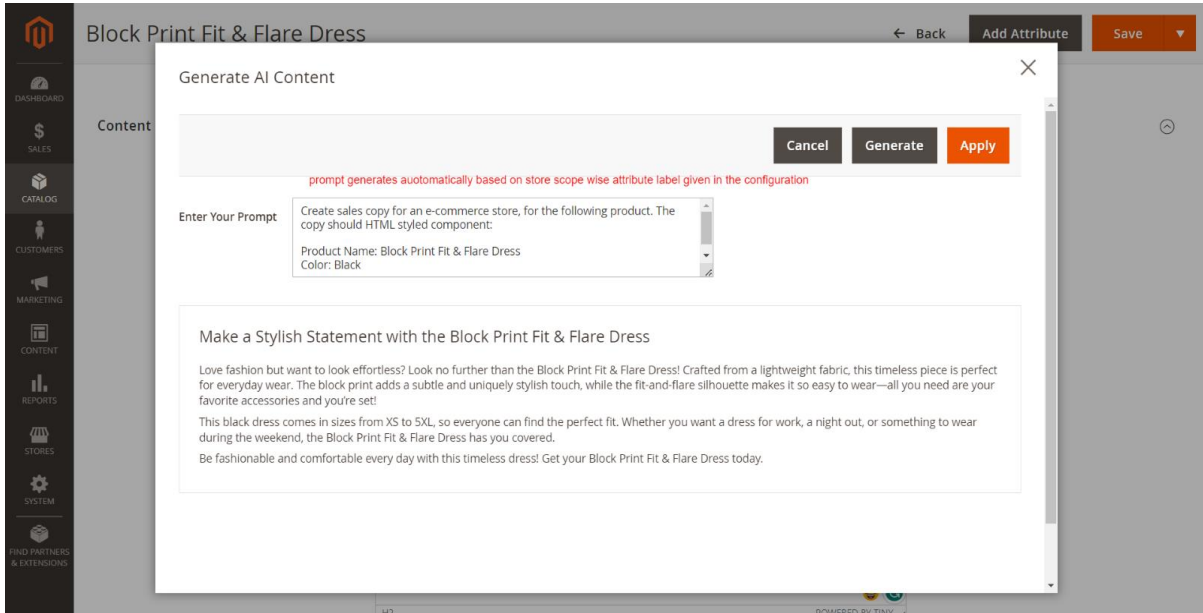 Block Print Fit & Flare Dress
← Back
Add Attribute
Save
DASHBOARD
SALES
CATALOG
CUSTOMERS
MARKETING
CONTENT
REPORTS
STORES
SYSTEM
FIND PARTNERS
& EXTENSIONS
Content
Generate AI Content
Cancel
Generate
Apply
prompt generates auotomatically based on store scope wise attribute label given in the configuration
Enter Your Prompt
Create sales copy for an e-commerce store, for the following product. The
copy should HTML styled component:
Product Name: Block Print Fit & Flare Dress
Color: Black
Make a Stylish Statement with the Block Print Fit & Flare Dress
Love fashion but want to look effortless? Look no further than the Block Print Fit & Flare Dress! Crafted from a lightweight fabric, this timeless piece is perfect
for everyday wear. The block print adds a subtle and uniquely stylish touch, while the fit-and-flare silhouette makes it so easy to wear—all you need are your
favorite accessories and you're set!
This black dress comes in sizes from XS to 5XL, so everyone can find the perfect fit. Whether you want a dress for work, a night out, or something to wear
during the weekend, the Block Print Fit & Flare Dress has you covered.
Be fashionable and comfortable every day with this timeless dress! Get your Block Print Fit & Flare Dress today.
H2
POWERED BY TINY